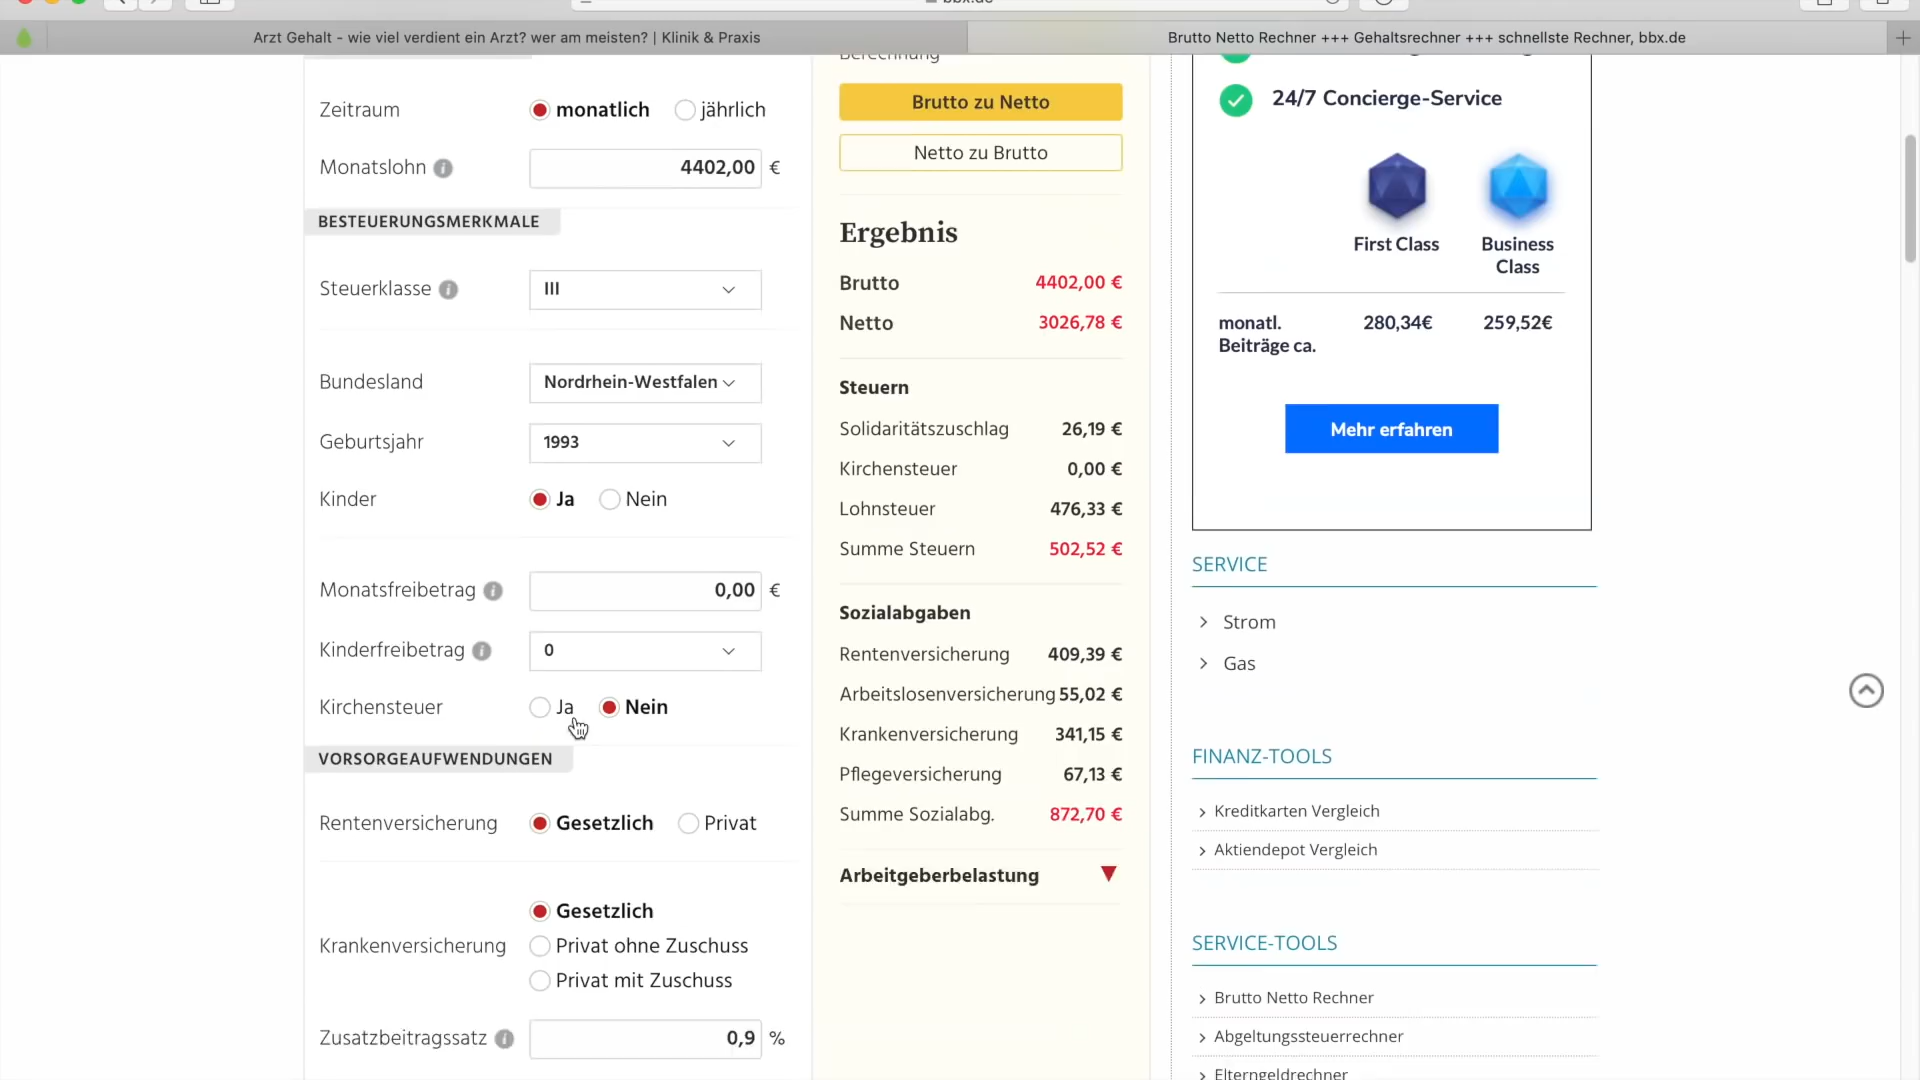 Arzt Gehalt - wie viel verdient ein Arzt? wer am meisten? | Klinik & Praxis
Brutto Netto Rechner +++ Gehaltsrechner +++ schnellste Rechner, bbx.de
Zeitraum
monatlich
jährlich
Monatslohn
4402,00 €
BESTEUERUNGSMERKMALE
Steuerklasse
III
Bundesland
Nordrhein-Westfalen
Geburtsjahr
1993
Kinder
Ja
Nein
Monatsfreibetrag
0,00 €
Kinderfreibetrag
0
Kirchensteuer
Ja
Nein
VORSORGEAUFWENDUNGEN
Rentenversicherung
Gesetzlich
Privat
Krankenversicherung
Gesetzlich
Privat ohne Zuschuss
Privat mit Zuschuss
Zusatzbeitragssatz
0,9 %
Berechnung
Brutto zu Netto
Netto zu Brutto
Ergebnis
Brutto 4402,00 €
Netto 3026,78 €
Steuern
Solidaritätszuschlag 26,19 €
Kirchensteuer 0,00 €
Lohnsteuer 476,33 €
Summe Steuern 502,52 €
Sozialabgaben
Rentenversicherung 409,39 €
Arbeitslosenversicherung 55,02 €
Krankenversicherung 341,15 €
Pflegeversicherung 67,13 €
Summe Sozialabg. 872,70 €
Arbeitgeberbelastung
24/7 Concierge-Service
First Class
Business
Class
monatl. 280,34€ 259,52€
Beiträge ca.
Mehr erfahren
SERVICE
Strom
Gas
FINANZ-TOOLS
Kreditkarten Vergleich
Aktiendepot Vergleich
SERVICE-TOOLS
Brutto Netto Rechner
Abgeltungssteuerrechner
Elterngeldrechner